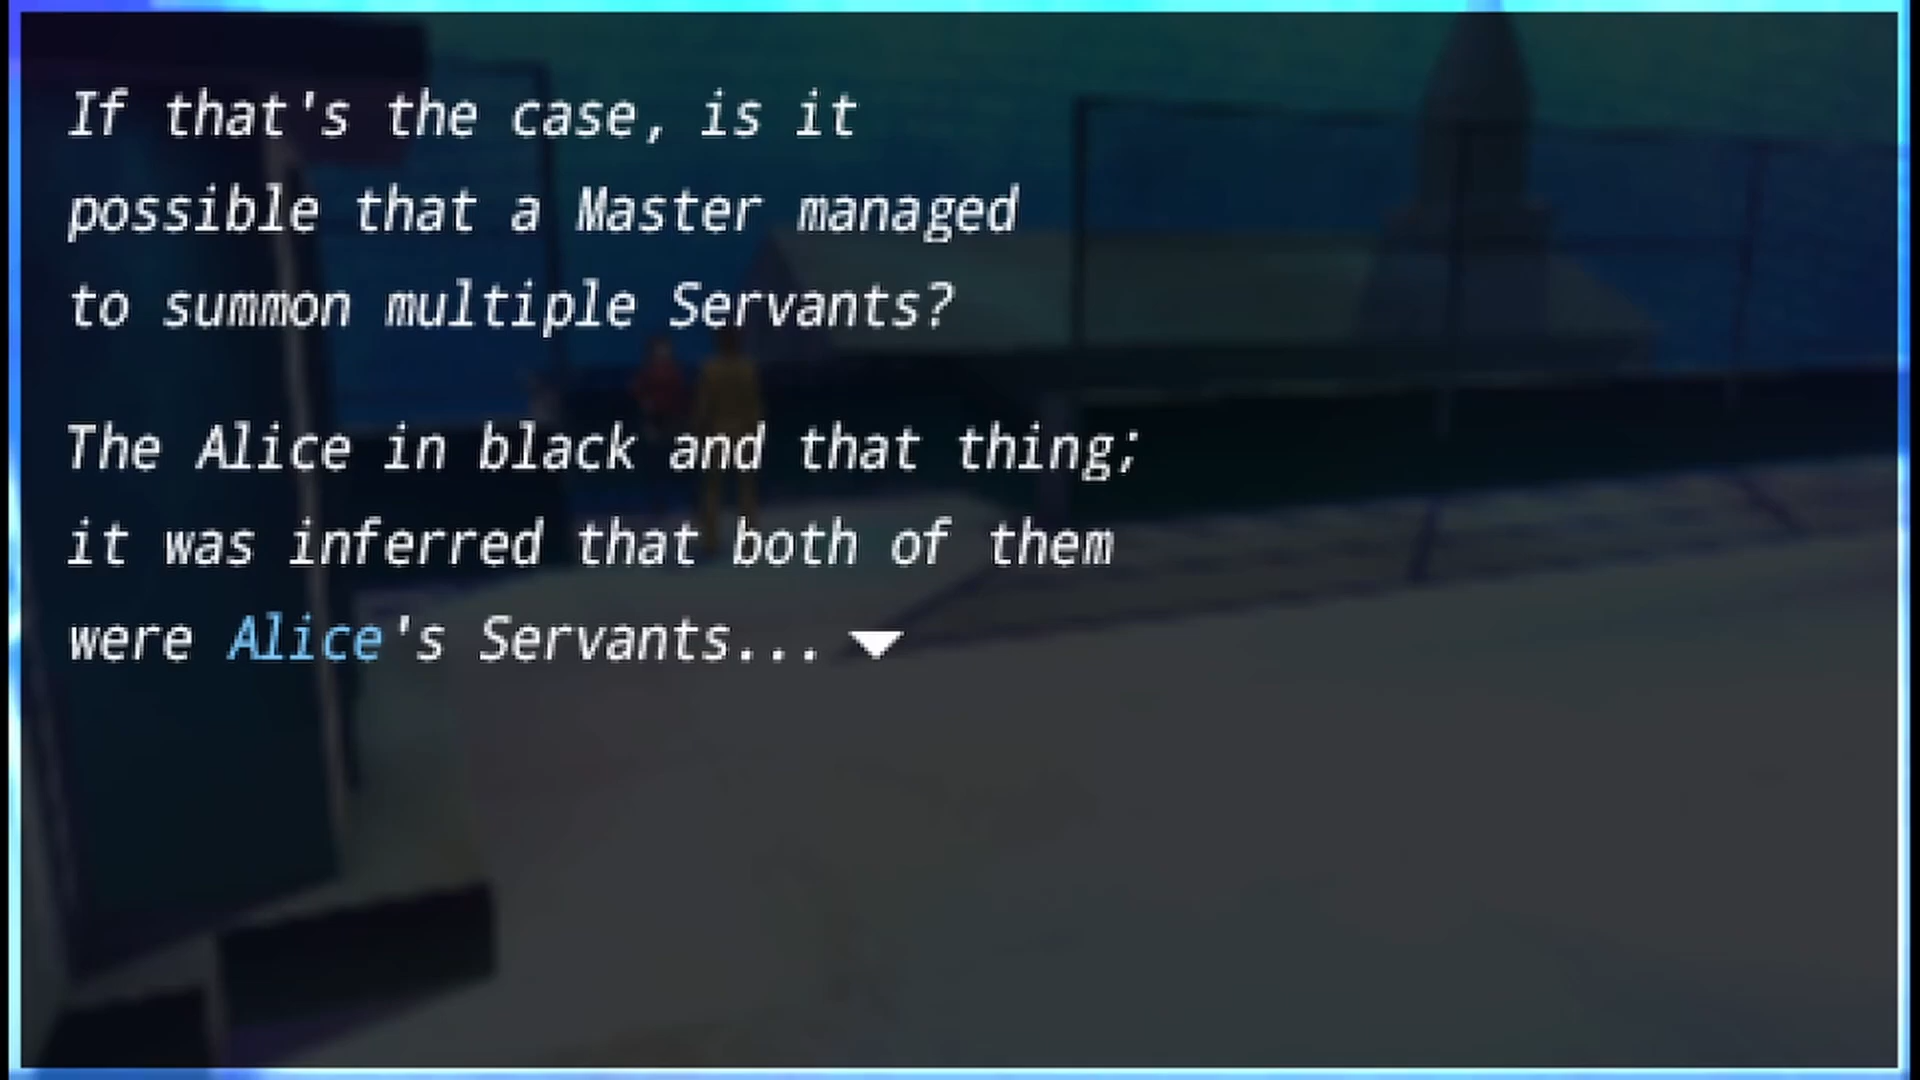 If that's the case, is it
possible that a Master managed
to summon multiple Servants?
The Alice in black and that thing;
it was inferred that both of them
were Alice's Servants...